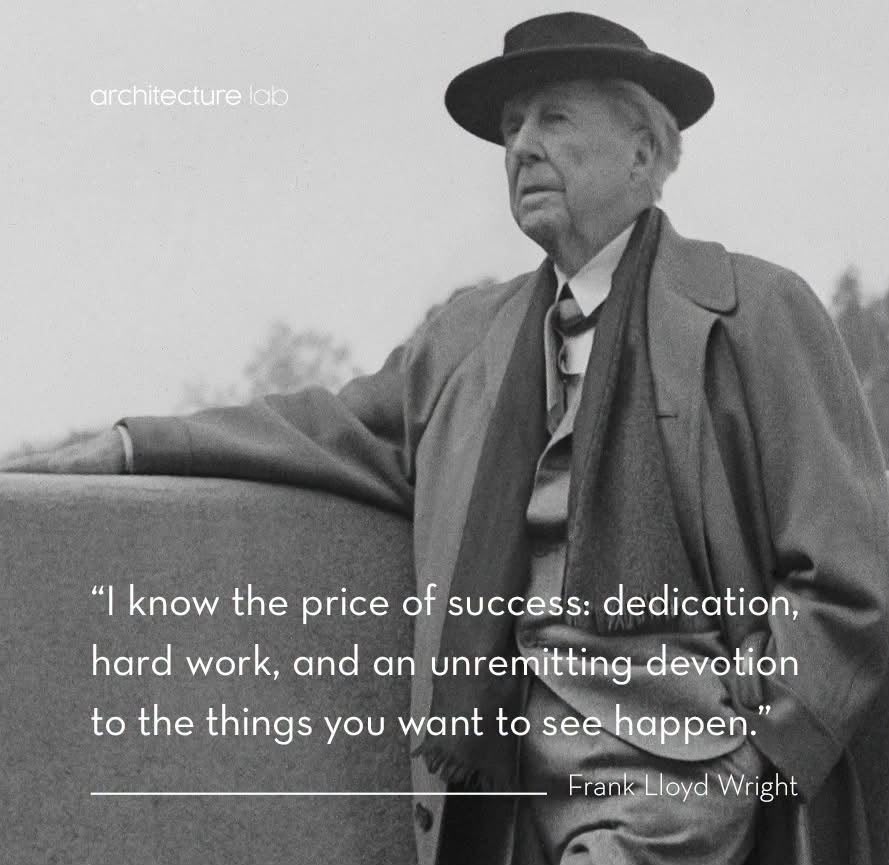 architecture lab
“I know the price of success: dedication,
hard work, and an unremitting devotion
to the things you want to see happen.”
Frank Lloyd Wright